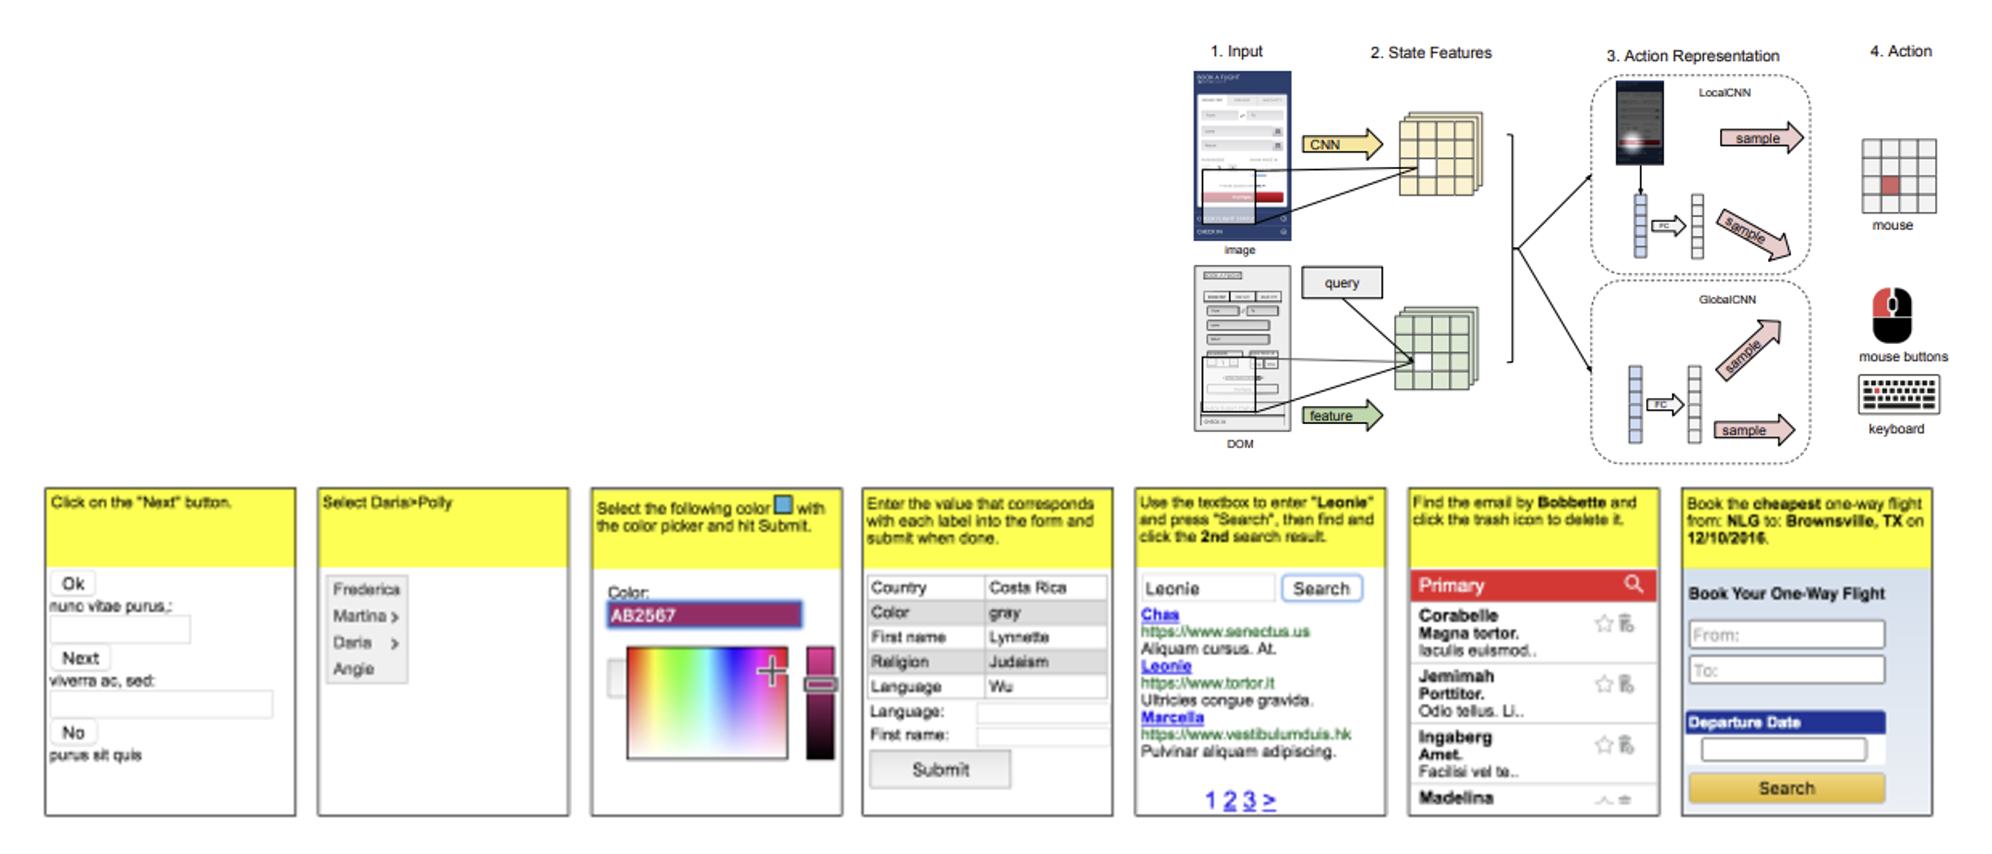 1. Input
2. State Features
3. Action Representation
4. Action
BOOK A FLIGHT
CNN
CHECK IN
image
query
feature
DOM
LocalCNN
sample
FC
sample
GlobalCNN
sample
FC
sample
mouse
mouse buttons
keyboard
Click on the "Next" button.
Ok
nunc vitae purus,:
Next
viverra ac, sed:
No
purus sit quis
Select Daria>Polly
Frederica
Martina >
Daria >
Angie
Select the following color with
the color picker and hit Submit.
Color:
AB2567
Enter the value that corresponds
with each label into the form and
submit when done.
Country Costa Rica
Color gray
First name Lynnette
Religion Judaism
Language Wu
Language:
First name:
Submit
Use the textbox to enter "Leonie"
and press "Search", then find and
click the 2nd search result.
Leonie Search
Chas
https://www.senectus.us
Aliquam cursus. At.
Leonie
https://www.tortor.it
Ultricies congue gravida.
Marcella
https://www.vestibulumduis.hk
Pulvinar aliquam adipiscing.
1 2 3 >
Find the email by Bobbette and
click the trash icon to delete it.
Primary
Corabelle
Magna tortor.
Iaculis euismod..
Jemimah
Porttitor.
Odio tellus. Li..
Ingaberg
Amet.
Facilisi vel te..
Madelina
Book the cheapest one-way flight
from: NLG to: Brownsville, TX on
12/10/2016.
Book Your One-Way Flight
From:
To:
Departure Date
Search